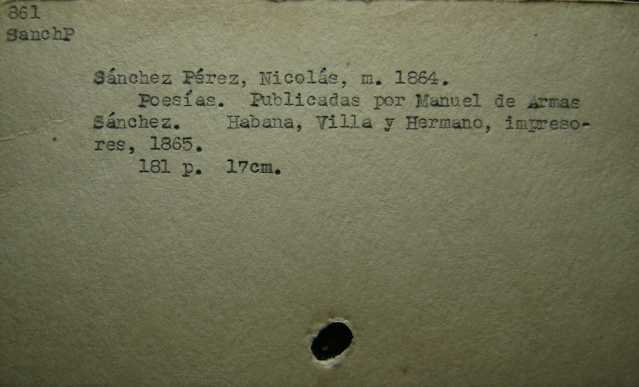 861
SanchP
Sánchez Pérez, Nicolás, m. 1864.
Poesías. Publicadas por Manuel de Armas
Sánchez. Habana, Villa y Hermano, impreso-
res, 1865.
181 p. 17cm.